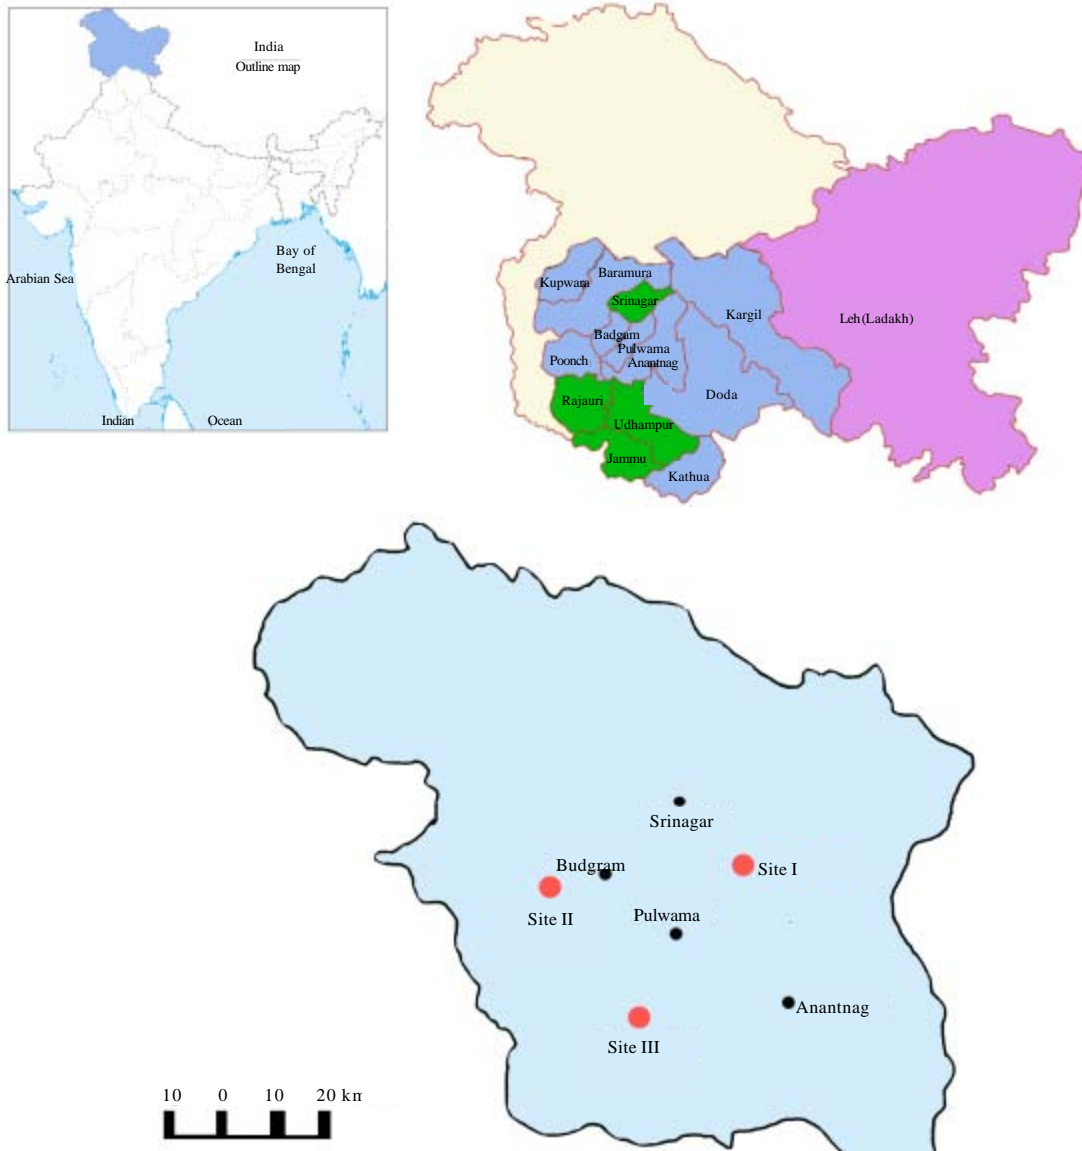 India
Outline map
Bay of
Bengal
Arabian Sea
Indian Ocean
Baramura
Kupwara
Srinagar
Kargil
Leh(Ladakh)
Badgam
Pulwama
Poonch
Anantnag
Doda
Rajauri
Udhampur
Jammu
Kathua
Srinagar
Budgram
Site I
Site II
Pulwama
Anantnag
Site III
10 0 10 20 km